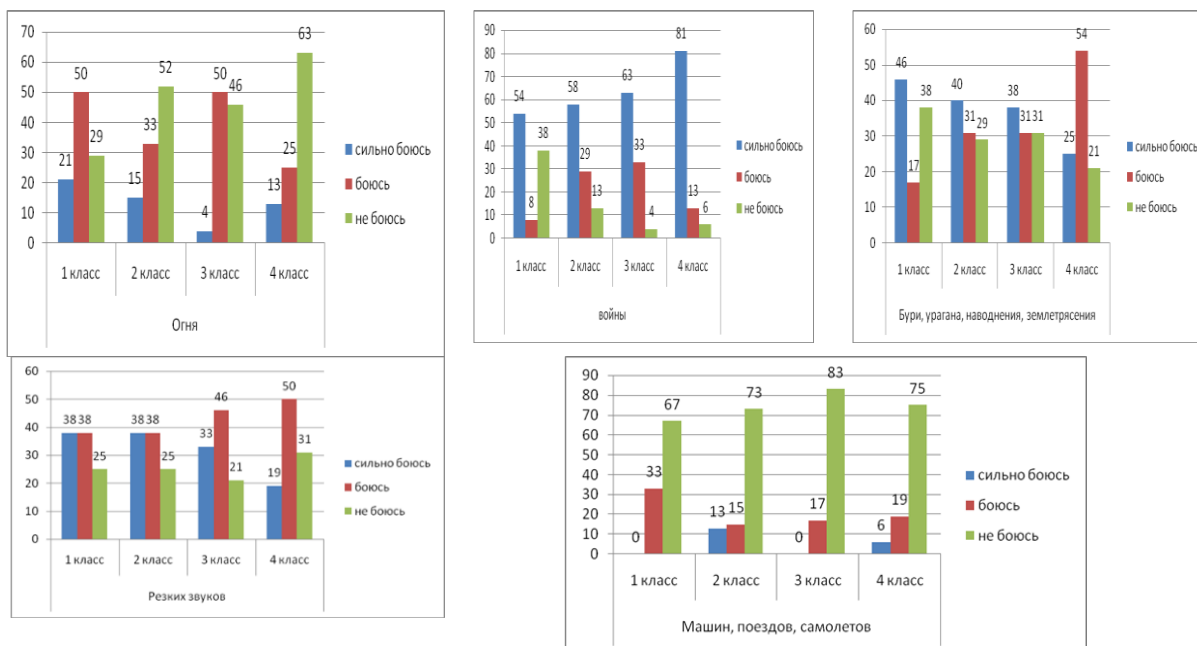 70
60
50
40
30
20
10
0
21 50 29
15 33 52
4 50 46
13 25 63
1 класс 2 класс 3 класс 4 класс
Огня
сильно боюсь
боюсь
не боюсь
90
80
70
60
50
40
30
20
10
0
54 8 38
58 29 13
63 33 4
81 13 6
1 класс 2 класс 3 класс 4 класс
войны
сильно боюсь
боюсь
не боюсь
60
50
40
30
20
10
0
46 17 38
40 31 29
38 31 31
25 54 21
1 класс 2 класс 3 класс 4 класс
Бури, урагана, наводнения, землетрясения
сильно боюсь
боюсь
не боюсь
60
50
40
30
20
10
0
38 38 25
38 38 25
33 46 21
19 50 31
1 класс 2 класс 3 класс 4 класс
Резких звуков
сильно боюсь
боюсь
не боюсь
90
80
70
60
50
40
30
20
10
0
0 33 67
13 15 73
0 17 83
6 19 75
1 класс 2 класс 3 класс 4 класс
Машин, поездов, самолетов
сильно боюсь
боюсь
не боюсь